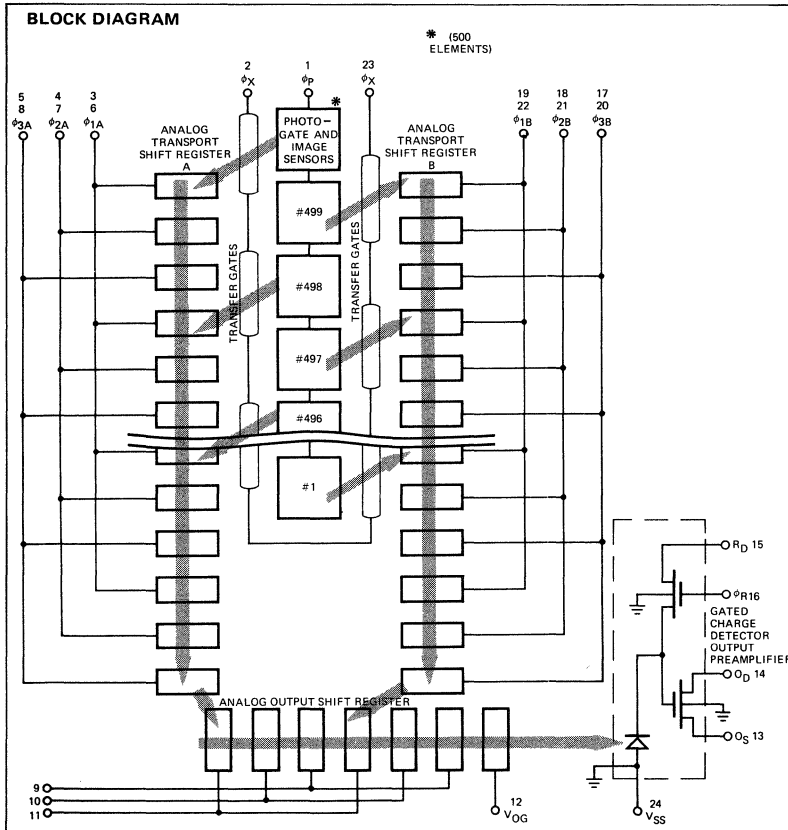 BLOCK DIAGRAM
* (500
ELEMENTS)
5
8
ϕ3A
4
7
ϕ2A
3
6
ϕ1A
2
ϕX
1
ϕP
23
ϕX
19
22
ϕ1B
18
21
ϕ2B
17
20
ϕ3B
ANALOG
TRANSPORT
SHIFT REGISTER
A
*
PHOTO-
GATE AND
IMAGE
SENSORS
ANALOG
TRANSPORT
SHIFT REGISTER
B
#499
#498
#497
#496
#1
TRANSFER GATES
TRANSFER GATES
ANALOG OUTPUT SHIFT REGISTER
RD 15
ϕR16
GATED
CHARGE
DETECTOR
OUTPUT
PREAMPLIFIER
OD 14
OS 13
9
10
11
12
VOG
24
VSS